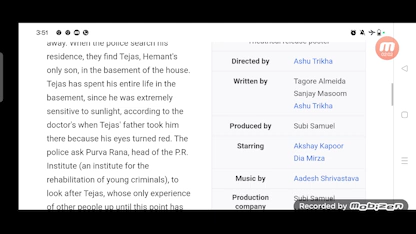 3:51
away. When the police search his
residence, they find Tejas, Hemant's
only son, in the basement of the house.
Tejas has spent his entire life in the
basement, since he was extremely
sensitive to sunlight, according to the
doctor's when Tejas' father took him
there because his eyes turned red. The
police ask Purva Rana, head of the P.R.
Institute (an institute for the
rehabilitation of young criminals), to
look after Tejas, whose only experience
of other people up until this point has
Theatrical release poster
Directed by Ashu Trikha
Written by Tagore Almeida
Sanjay Masoom
Ashu Trikha
Produced by Subi Samuel
Starring Akshay Kapoor
Dia Mirza
Music by Aadesh Shrivastava
Production company Subi Samuel
Recorded by Mobizen